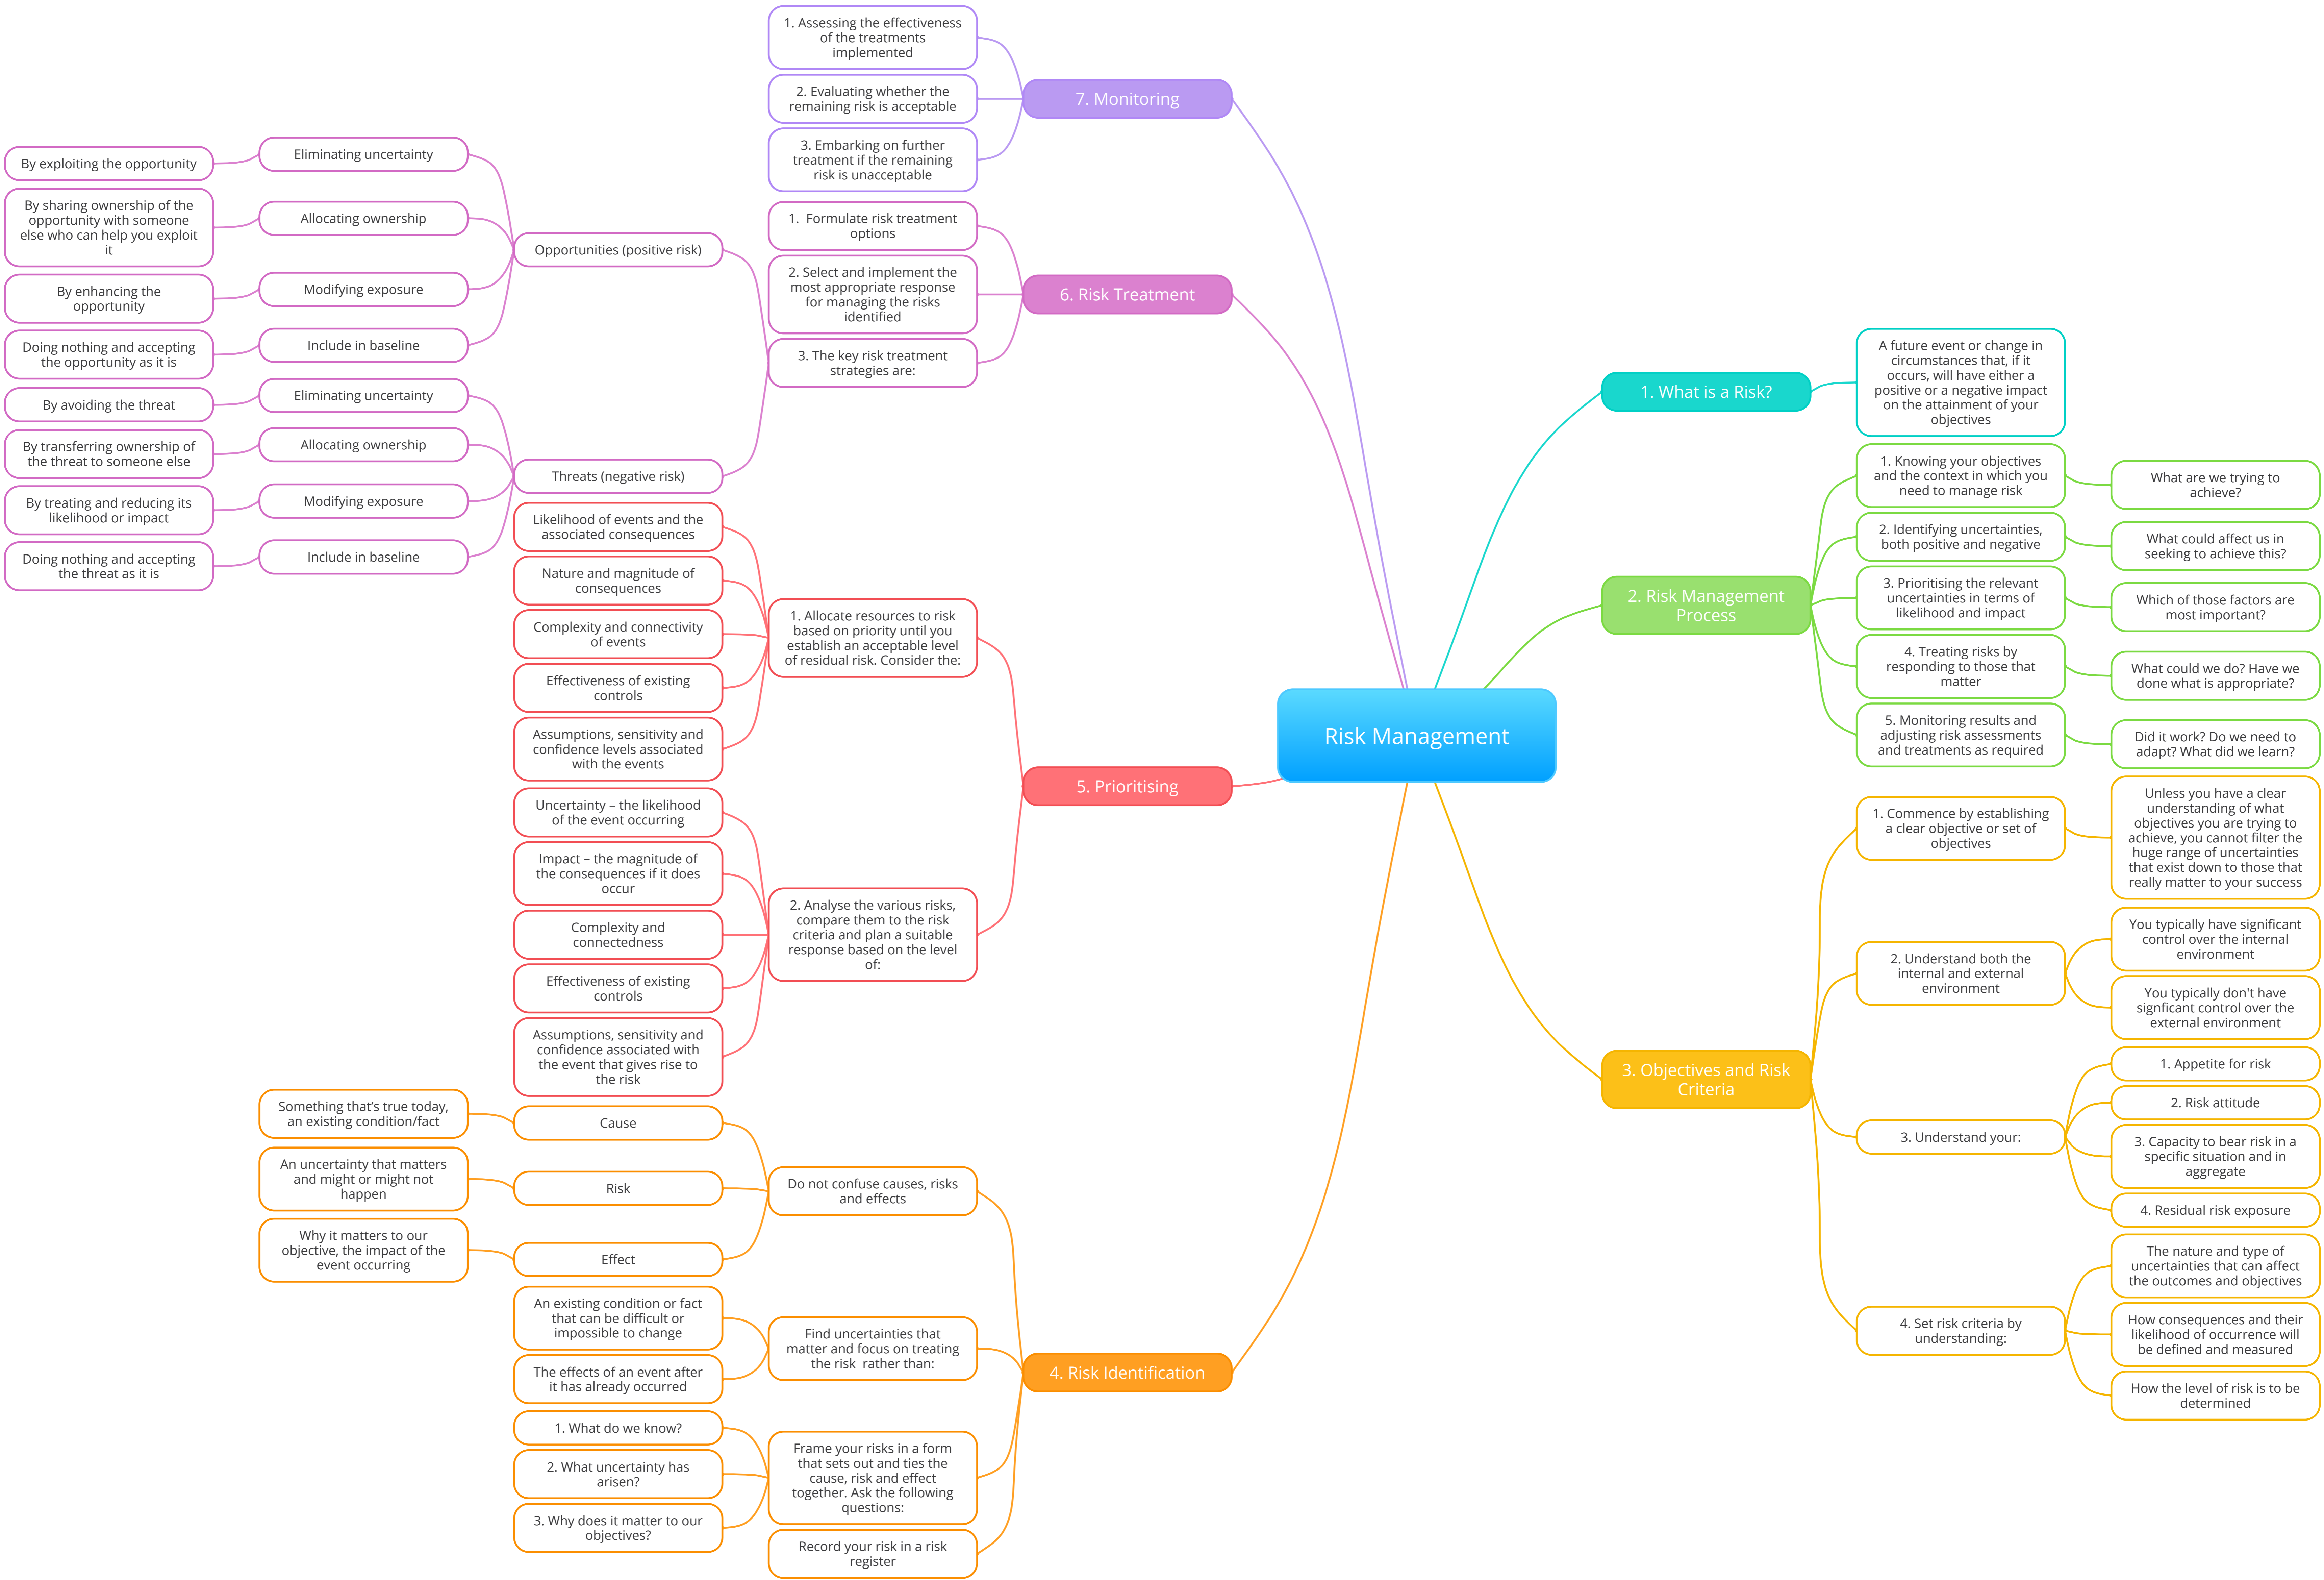 Risk Management
1. What is a Risk?
A future event or change in
circumstances that, if it
occurs, will have either a
positive or a negative impact
on the attainment of your
objectives
2. Risk Management
Process
1. Knowing your objectives
and the context in which you
need to manage risk
What are we trying to
achieve?
2. Identifying uncertainties,
both positive and negative
What could affect us in
seeking to achieve this?
3. Prioritising the relevant
uncertainties in terms of
likelihood and impact
Which of those factors are
most important?
4. Treating risks by
responding to those that
matter
What could we do? Have we
done what is appropriate?
5. Monitoring results and
adjusting risk assessments
and treatments as required
Did it work? Do we need to
adapt? What did we learn?
3. Objectives and Risk
Criteria
1. Commence by establishing
a clear objective or set of
objectives
Unless you have a clear
understanding of what
objectives you are trying to
achieve, you cannot filter the
huge range of uncertainties
that exist down to those that
really matter to your success
2. Understand both the
internal and external
environment
You typically have significant
control over the internal
environment
You typically don't have
signficant control over the
external environment
3. Understand your:
1. Appetite for risk
2. Risk attitude
3. Capacity to bear risk in a
specific situation and in
aggregate
4. Residual risk exposure
4. Set risk criteria by
understanding:
The nature and type of
uncertainties that can affect
the outcomes and objectives
How consequences and their
likelihood of occurrence will
be defined and measured
How the level of risk is to be
determined
4. Risk Identification
Do not confuse causes, risks
and effects
Cause
Something that’s true today,
an existing condition/fact
Risk
An uncertainty that matters
and might or might not
happen
Effect
Why it matters to our
objective, the impact of the
event occurring
Find uncertainties that
matter and focus on treating
the risk  rather than:
An existing condition or fact
that can be difficult or
impossible to change
The effects of an event after
it has already occurred
Frame your risks in a form
that sets out and ties the
cause, risk and effect
together. Ask the following
questions:
1. What do we know?
2. What uncertainty has
arisen?
3. Why does it matter to our
objectives?
Record your risk in a risk
register
5. Prioritising
1. Allocate resources to risk
based on priority until you
establish an acceptable level
of residual risk. Consider the:
Likelihood of events and the
associated consequences
Nature and magnitude of
consequences
Complexity and connectivity
of events
Effectiveness of existing
controls
Assumptions, sensitivity and
confidence levels associated
with the events
2. Analyse the various risks,
compare them to the risk
criteria and plan a suitable
response based on the level
of:
Uncertainty – the likelihood
of the event occurring
Impact – the magnitude of
the consequences if it does
occur
Complexity and
connectedness
Effectiveness of existing
controls
Assumptions, sensitivity and
confidence associated with
the event that gives rise to
the risk
6. Risk Treatment
1.  Formulate risk treatment
options
2. Select and implement the
most appropriate response
for managing the risks
identified
3. The key risk treatment
strategies are:
Opportunities (positive risk)
Eliminating uncertainty
By exploiting the opportunity
Allocating ownership
By sharing ownership of the
opportunity with someone
else who can help you exploit
it
Modifying exposure
By enhancing the
opportunity
Include in baseline
Doing nothing and accepting
the opportunity as it is
Threats (negative risk)
Eliminating uncertainty
By avoiding the threat
Allocating ownership
By transferring ownership of
the threat to someone else
Modifying exposure
By treating and reducing its
likelihood or impact
Include in baseline
Doing nothing and accepting
the threat as it is
7. Monitoring
1. Assessing the effectiveness
of the treatments
implemented
2. Evaluating whether the
remaining risk is acceptable
3. Embarking on further
treatment if the remaining
risk is unacceptable